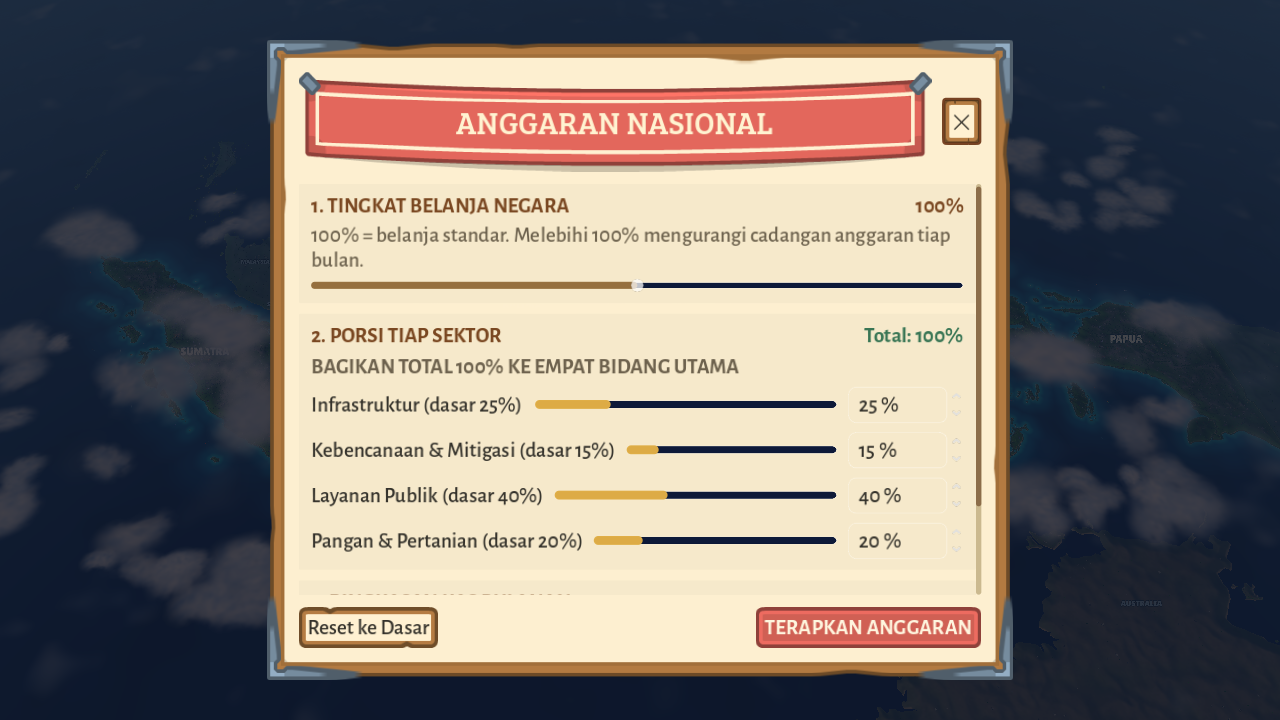 ANGGARAN NASIONAL
1. TINGKAT BELANJA NEGARA
100%
100% = belanja standar. Melebihi 100% mengurangi cadangan anggaran tiap
bulan.
2. PORSI TIAP SEKTOR
Total: 100%
BAGIKAN TOTAL 100% KE EMPAT BIDANG UTAMA
Infrastruktur (dasar 25%)
25 %
Kebencanaan & Mitigasi (dasar 15%)
15 %
Layanan Publik (dasar 40%)
40 %
Pangan & Pertanian (dasar 20%)
20 %
Reset ke Dasar
TERAPKAN ANGGARAN
SUMATRA
PAPUA
AUSTRALIA